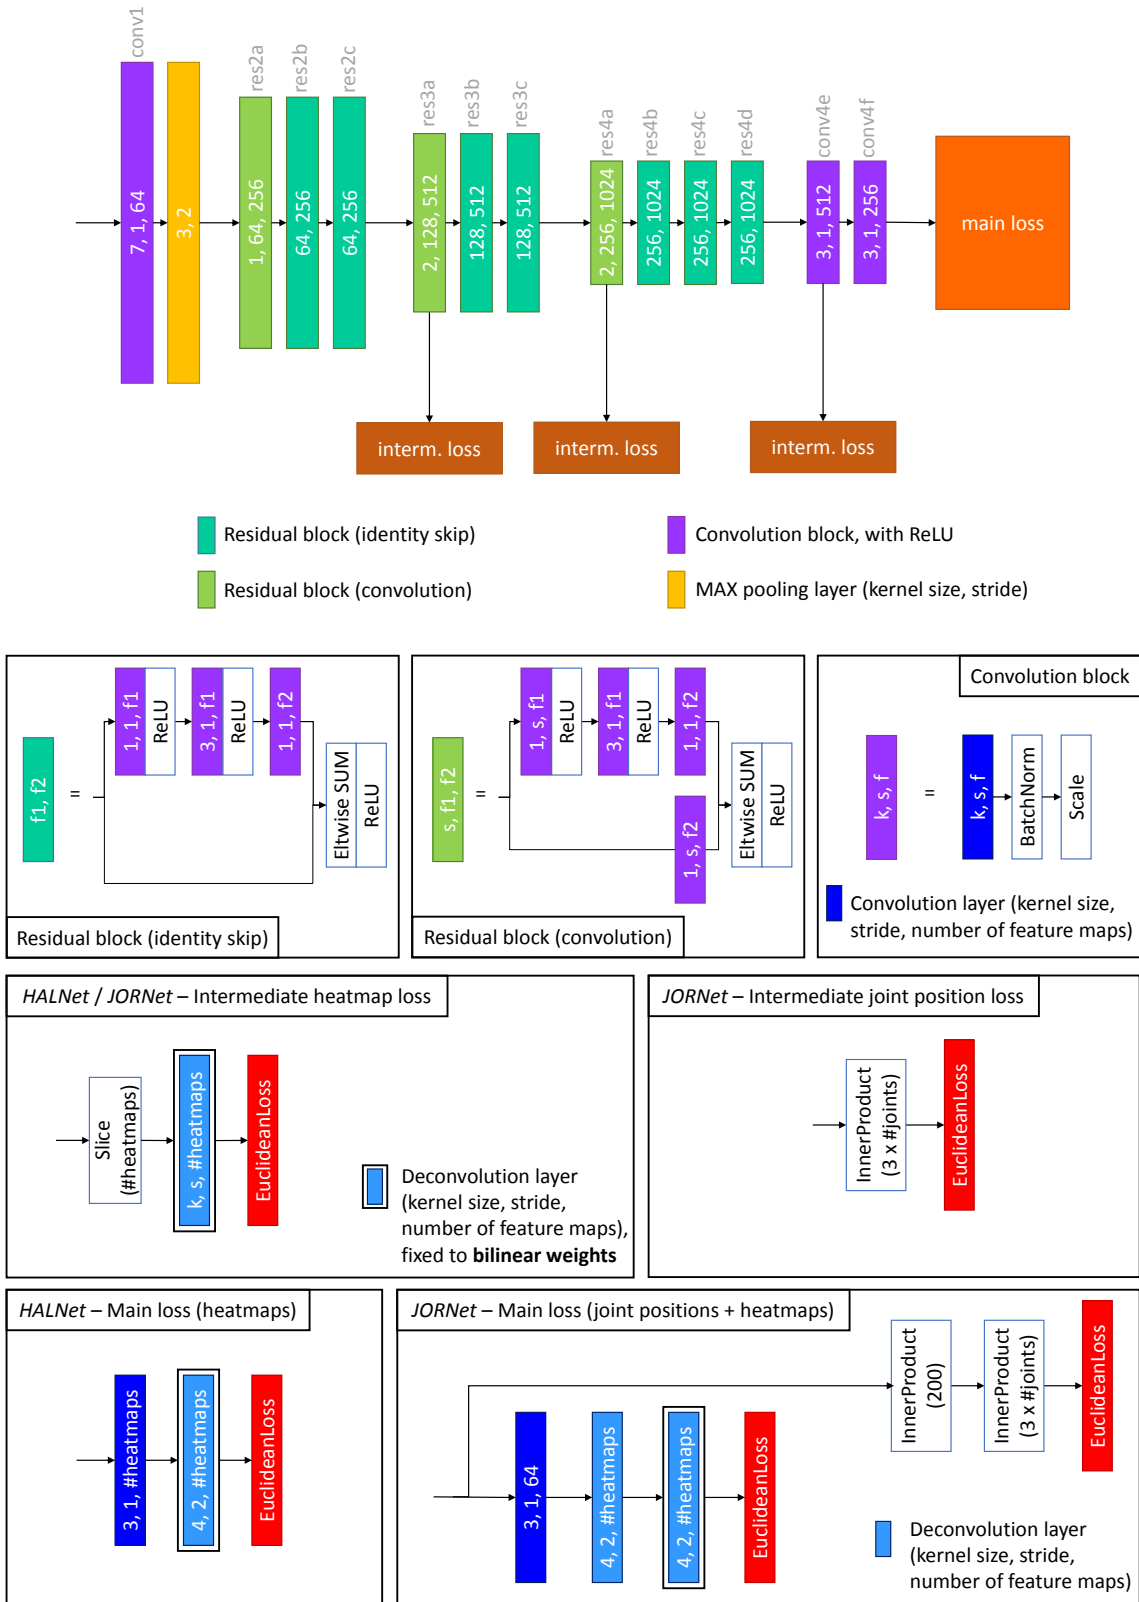 conv1
res2a
res2b
res2c
res3a
res3b
res3c
res4a
res4b
res4c
res4d
conv4e
conv4f
7, 1, 64
3, 2
1, 64, 256
64, 256
64, 256
2, 128, 512
128, 512
128, 512
2, 256, 1024
256, 1024
256, 1024
256, 1024
3, 1, 512
3, 1, 256
main loss
interm. loss
interm. loss
interm. loss
Residual block (identity skip)
Convolution block, with ReLU
Residual block (convolution)
MAX pooling layer (kernel size, stride)
f1, f2
=
1, 1, f1
ReLU
3, 1, f1
ReLU
1, 1, f2
Eltwise SUM
ReLU
Residual block (identity skip)
s, f1, f2
=
1, s, f1
ReLU
3, 1, f1
ReLU
1, 1, f2
1, s, f2
Eltwise SUM
ReLU
Residual block (convolution)
Convolution block
k, s, f
=
k, s, f
BatchNorm
Scale
Convolution layer (kernel size,
stride, number of feature maps)
HALNet / JORNet – Intermediate heatmap loss
Slice
(#heatmaps)
k, s, #heatmaps
EuclideanLoss
Deconvolution layer
(kernel size, stride,
number of feature maps),
fixed to bilinear weights
JORNet – Intermediate joint position loss
InnerProduct
(3 x #joints)
EuclideanLoss
HALNet – Main loss (heatmaps)
3, 1, #heatmaps
4, 2, #heatmaps
EuclideanLoss
JORNet – Main loss (joint positions + heatmaps)
InnerProduct
(200)
InnerProduct
(3 x #joints)
EuclideanLoss
3, 1, 64
4, 2, #heatmaps
4, 2, #heatmaps
EuclideanLoss
Deconvolution layer
(kernel size, stride,
number of feature maps)